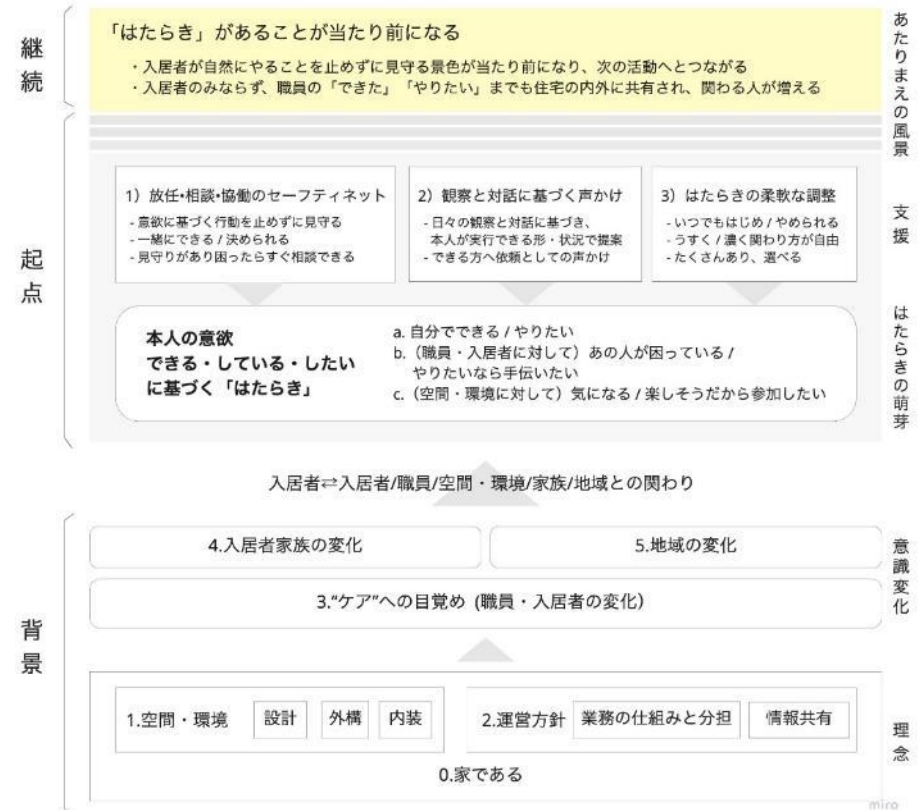 継続
「はたらき」があることが当たり前になる
・入居者が自然にやることを止めずに見守る景色が当たり前になり、次の活動へとつながる
・入居者のみならず、職員の「できた」「やりたい」までも住宅の内外に共有され、関わる人が増える
あたりまえの風景
起点
1）放任・相談・協働のセーフティネット
- 意欲に基づく行動を止めずに見守る
- 一緒にできる / 決められる
- 見守りがあり困ったらすぐ相談できる
2）観察と対話に基づく声かけ
- 日々の観察と対話に基づき、
本人が実行できる形・状況で提案
- できる方へ依頼としての声かけ
3）はたらきの柔軟な調整
- いつでもはじめ / やめられる
- うすく / 濃く関わり方が自由
- たくさんあり、選べる
支援
本人の意欲
できる・している・したい
に基づく「はたらき」
a. 自分でできる / やりたい
b.（職員・入居者に対して）あの人が困っている /
やりたいなら手伝いたい
c.（空間・環境に対して）気になる / 楽しそうだから参加したい
はたらきの萌芽
入居者⇄入居者/職員/空間・環境/家族/地域との関わり
背景
4.入居者家族の変化
5.地域の変化
3.“ケア”への目覚め（職員・入居者の変化）
意識変化
1.空間・環境
設計
外構
内装
2.運営方針
業務の仕組みと分担
情報共有
0.家である
理念
miro